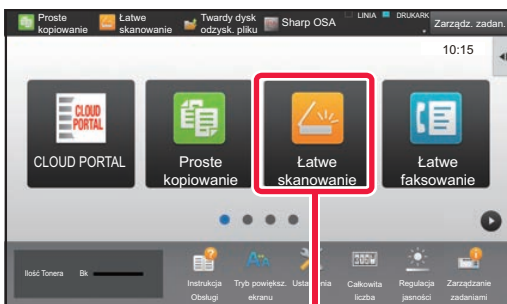 Proste kopiowanie
Łatwe skanowanie
Twardy dysk odzysk. pliku
Sharp OSA
LINIA
DRUKARK
Zarządz. zadan.
10:15
CLOUD PORTAL
CLOUD PORTAL
Proste
kopiowanie
Łatwe
skanowanie
Łatwe
faksowanie
Ilość Tonera
Bk
Instrukcja
Obsługi
Tryb powiększ.
ekranu
Całkowita
liczba
Regulacja
jasności
Zarządzanie
zadaniami